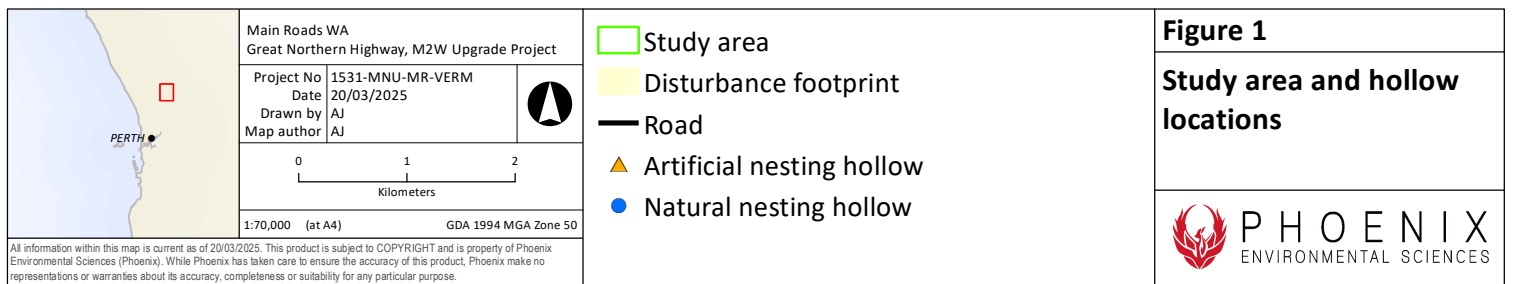 PERTH
Main Roads WA
Great Northern Highway, M2W Upgrade Project
Project No 1531-MNU-MR-VERM
Date 20/03/2025
Drawn by AJ
Map author AJ
0 1 2
Kilometers
1:70,000 (at A4) GDA 1994 MGA Zone 50
All information within this map is current as of 20/03/2025. This product is subject to COPYRIGHT and is property of Phoenix
Environmental Sciences (Phoenix). While Phoenix has taken care to ensure the accuracy of this product, Phoenix make no
representations or warranties about its accuracy, completeness or suitability for any particular purpose.
Study area
Disturbance footprint
Road
Artificial nesting hollow
Natural nesting hollow
Figure 1
Study area and hollow
locations
PHOENIX
ENVIRONMENTAL SCIENCES